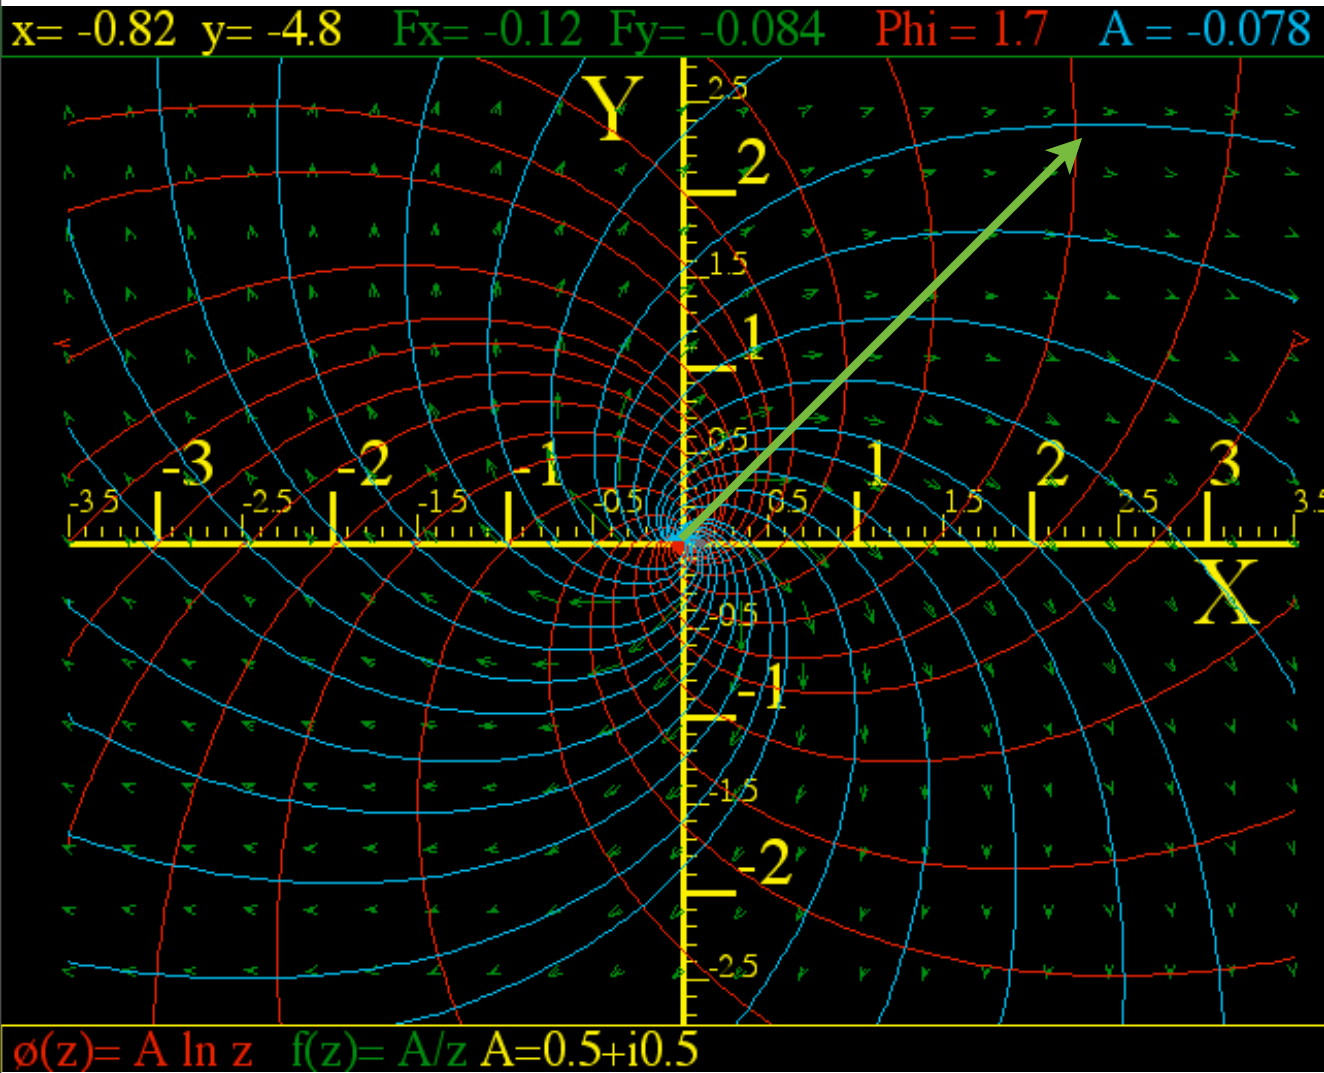 x= -0.82 y= -4.8 Fx= -0.12 Fy= -0.084 Phi = 1.7 A = -0.078
Y
2.5
2
1.5
1
0.5
-3 -2 -1 1 2 3
-3.5 -2.5 -1.5 -0.5 0.5 1.5 2.5 3.5
X
-0.5
-1
-1.5
-2
-2.5
ø(z)= A ln z f(z)= A/z A=0.5+i0.5